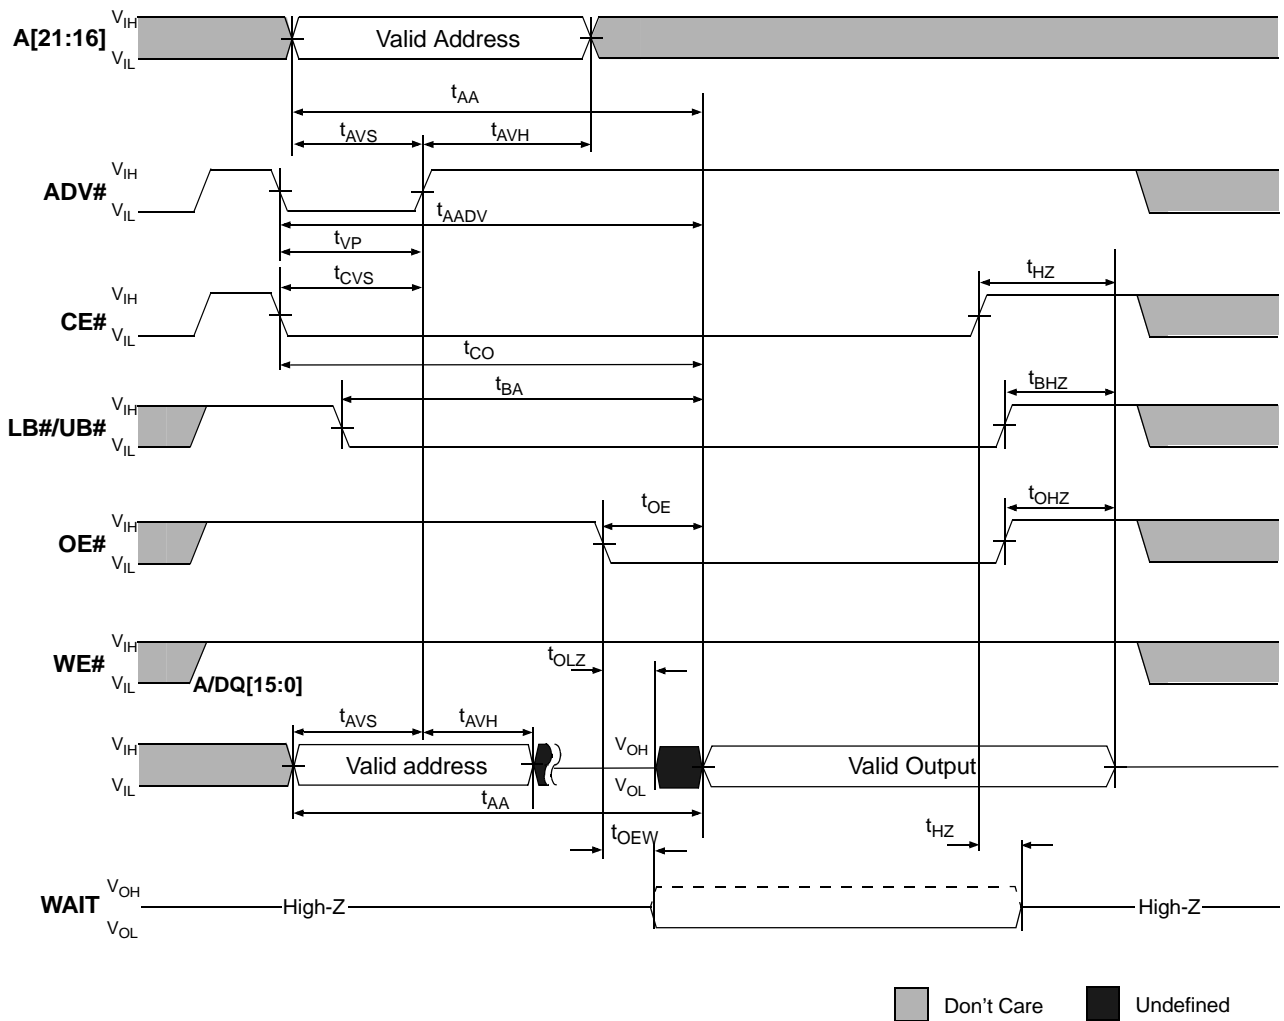 A[21:16] VIH Valid Address
VIL
tAA
tAVS tAVH
ADV# VIH
VIL
tAADV
tVP
tCVS tHZ
CE# VIH
VIL
tCO
tBA tBHZ
LB#/UB# VIH
VIL
tOE tOHZ
OE# VIH
VIL
WE# VIH
VIL
tOLZ
A/DQ[15:0]
tAVS tAVH
VIH VOH
Valid address Valid Output
VIL VOL
tAA
tOEW tHZ
WAIT VOH
High-Z High-Z
VOL
Don't Care Undefined